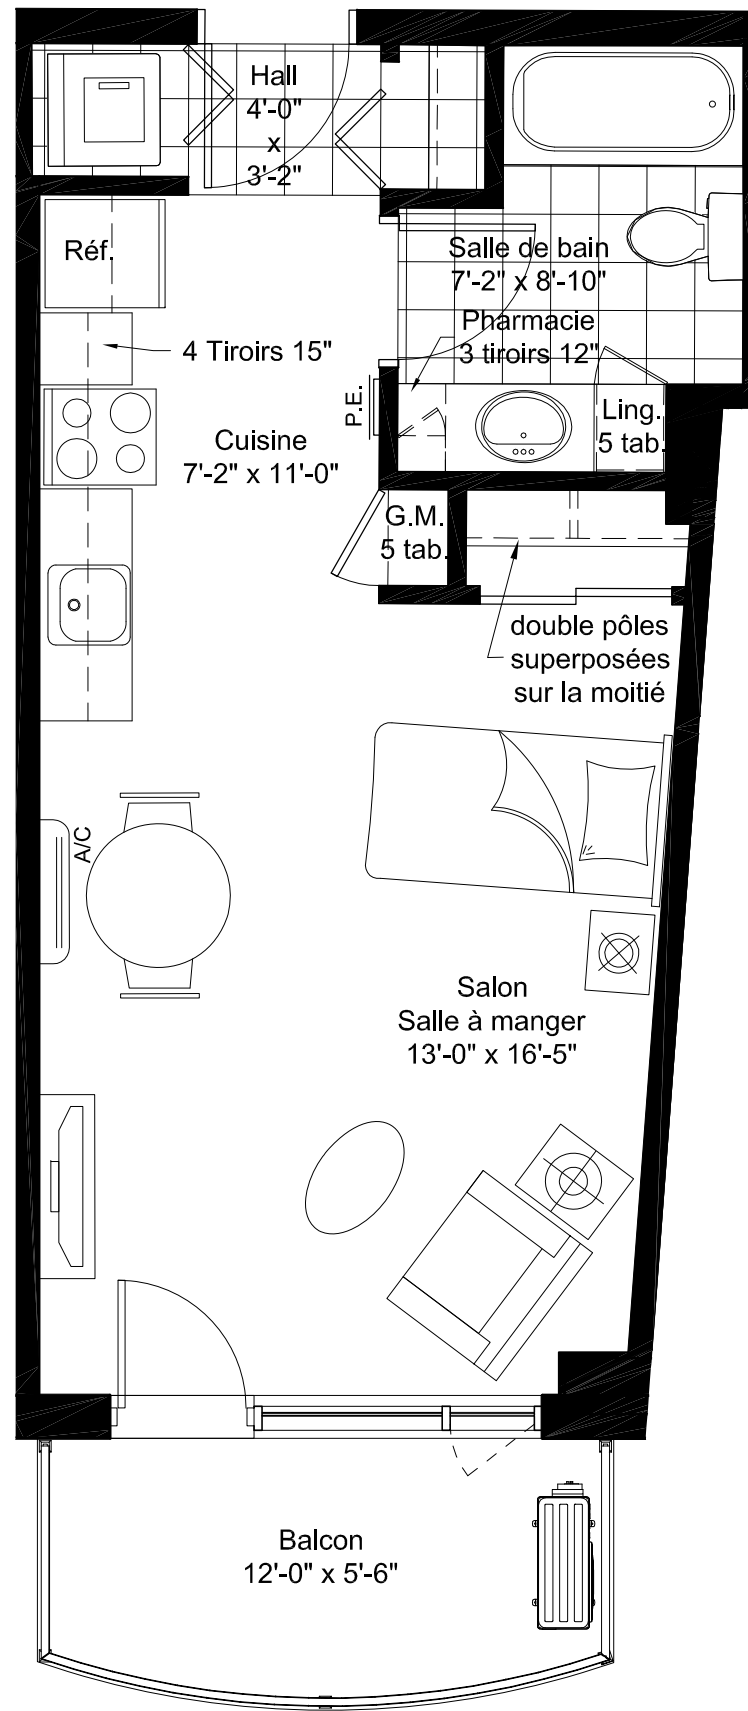 Hall
4'-0"
x
3'-2"
Réf.
Salle de bain
7'-2" x 8'-10"
Pharmacie
3 tiroirs 12"
4 Tiroirs 15"
P.E.
Ling.
5 tab.
Cuisine
7'-2" x 11'-0"
G.M.
5 tab.
double pôles
superposées
sur la moitié
A/C
Salon
Salle à manger
13'-0" x 16'-5"
Balcon
12'-0" x 5'-6"